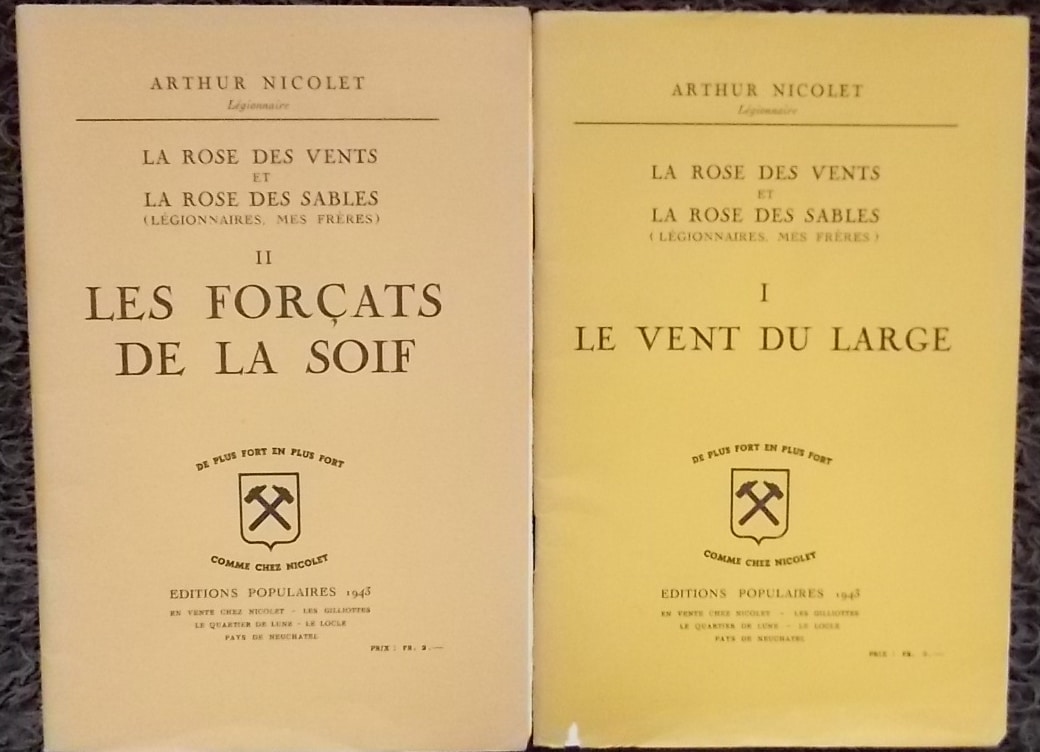 ARTHUR NICOLET
Légionnaire
LA ROSE DES VENTS
ET
LA ROSE DES SABLES
(LÉGIONNAIRES, MES FRÈRES)
II
LES FORÇATS
DE LA SOIF
DE PLUS FORT EN PLUS FORT
COMME CHEZ NICOLET
EDITIONS POPULAIRES 1943
EN VENTE CHEZ NICOLET - LES GILLIOTTES
LE QUARTIER DE LUNE - LE LOCLE
PAYS DE NEUCHATEL
PRIX : FR. 2.—
ARTHUR NICOLET
Légionnaire
LA ROSE DES VENTS
ET
LA ROSE DES SABLES
(LÉGIONNAIRES, MES FRÈRES)
I
LE VENT DU LARGE
DE PLUS FORT EN PLUS FORT
COMME CHEZ NICOLET
EDITIONS POPULAIRES 1943
EN VENTE CHEZ NICOLET - LES GILLIOTTES
LE QUARTIER DE LUNE - LE LOCLE
PAYS DE NEUCHATEL
PRIX : FR. 2.—